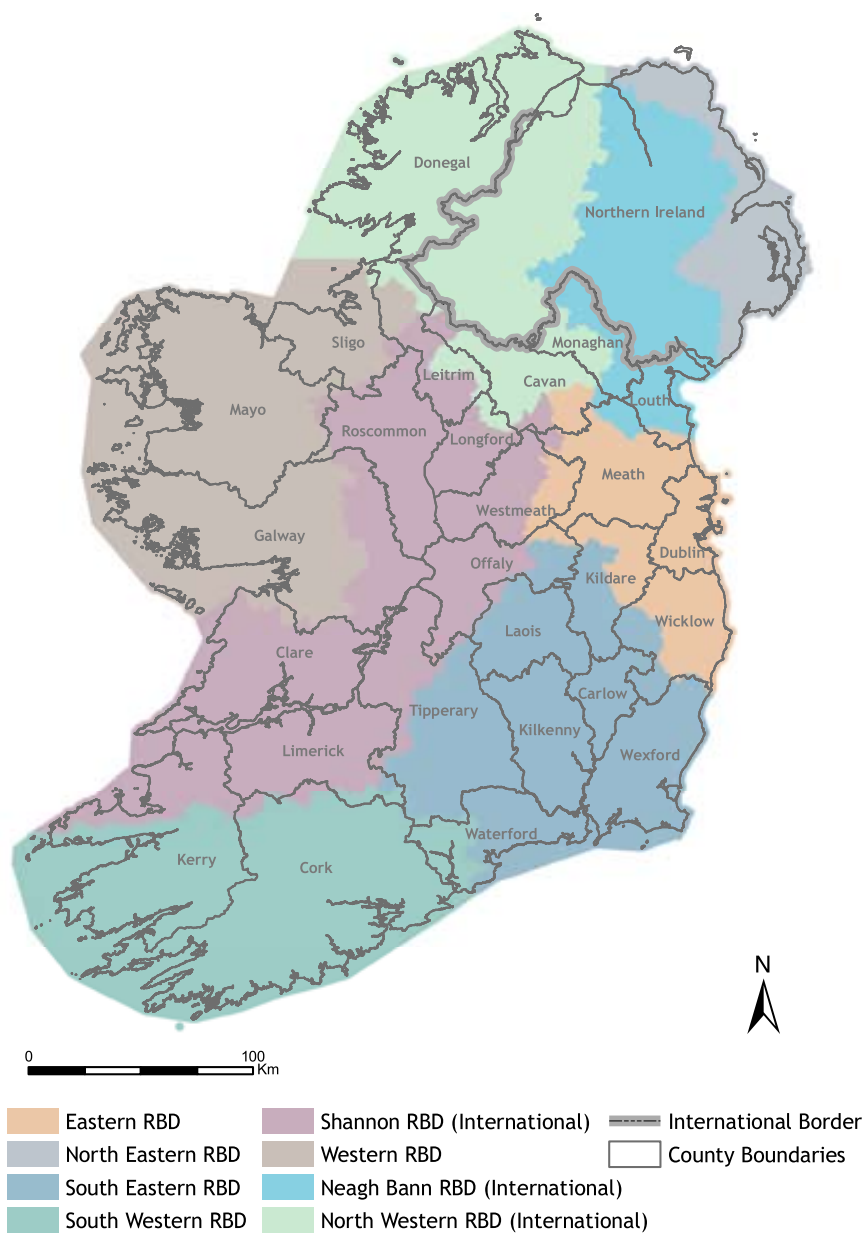 Donegal
Northern Ireland
Sligo
Monaghan
Leitrim
Cavan
Louth
Mayo
Roscommon
Longford
Meath
Westmeath
Galway
Dublin
Offaly
Kildare
Wicklow
Laois
Clare
Carlow
Tipperary
Kilkenny
Limerick
Wexford
Waterford
Kerry
Cork
N
0 100
Km
Eastern RBD
North Eastern RBD
South Eastern RBD
South Western RBD
Shannon RBD (International)
Western RBD
Neagh Bann RBD (International)
North Western RBD (International)
International Border
County Boundaries